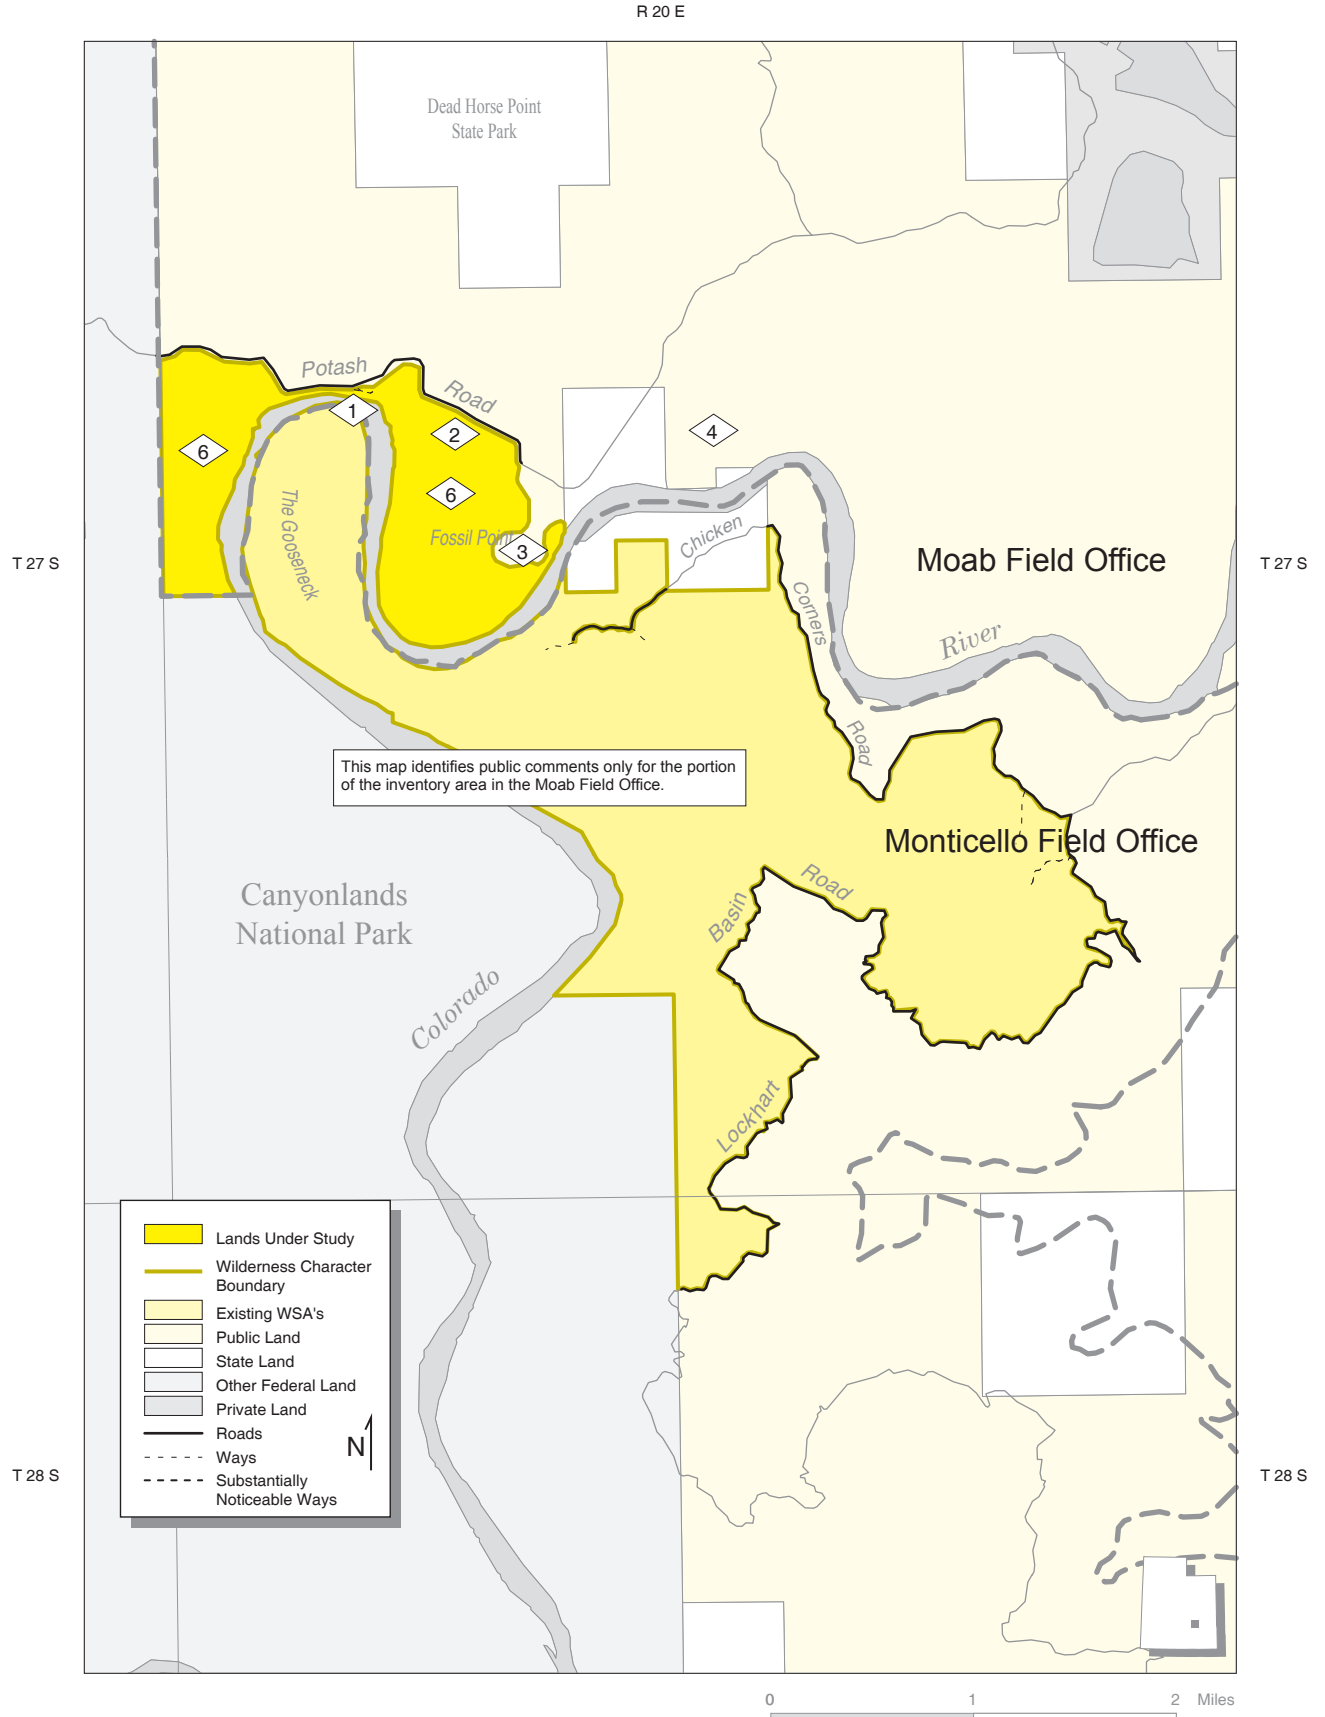 R 20 E
Dead Horse Point
State Park
Potash
Road
1
2
4
6
6
The Gooseneck
Fossil Point
3
Chicken
Corners
Road
T 27 S
Moab Field Office
T 27 S
River
This map identifies public comments only for the portion
of the inventory area in the Moab Field Office.
Monticello Field Office
Canyonlands
National Park
Basin
Road
Colorado
Lockhart
Lands Under Study
Wilderness Character
Boundary
Existing WSA's
Public Land
State Land
Other Federal Land
Private Land
Roads
N
Ways
Substantially
Noticeable Ways
T 28 S
T 28 S
0 1 2 Miles